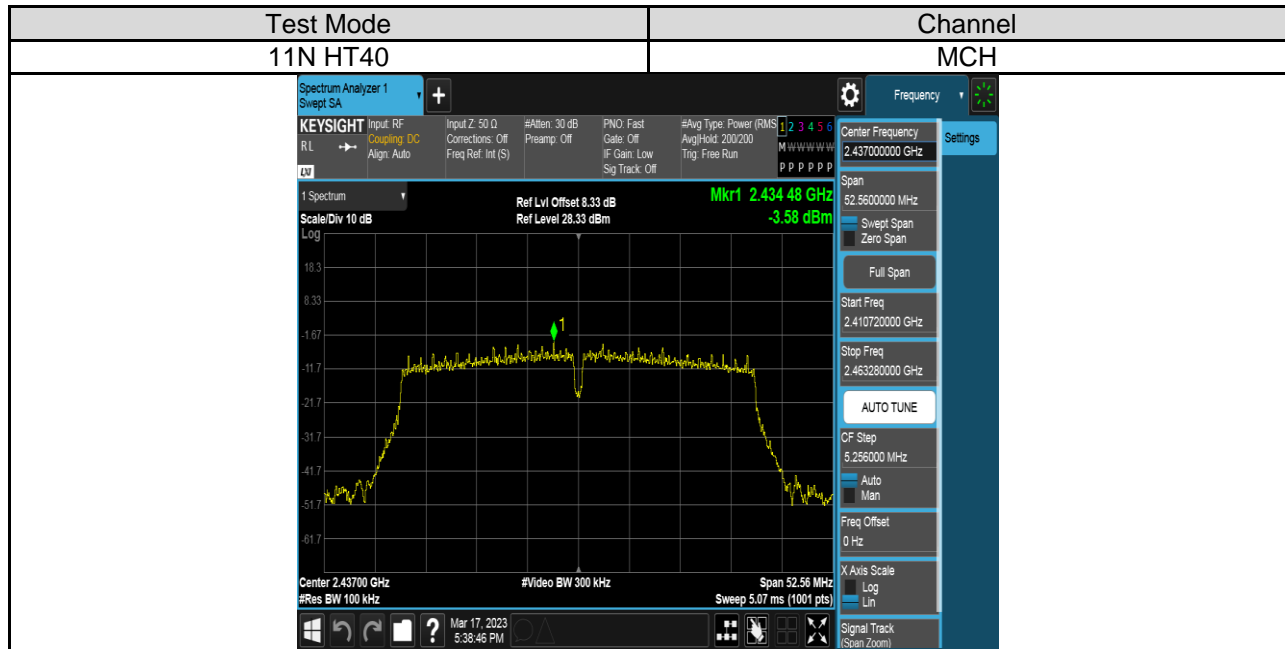 Test Mode Channel
11N HT40 MCH
Spectrum Analyzer 1
Swept SA
+
Frequency
KEYSIGHT Input: RF Input Z: 50 Ω #Atten: 30 dB PNO: Fast #Avg Type: Power (RMS 1 2 3 4 5 6
RL Coupling: DC Corrections: Off Preamp: Off Gate: Off Avg|Hold: 200/200 M W W W W W
Align: Auto Freq Ref: Int (S) IF Gain: Low Trig: Free Run
LXI Sig Track: Off P P P P P P
1 Spectrum Ref Lvl Offset 8.33 dB Mkr1 2.434 48 GHz
Scale/Div 10 dB Ref Level 28.33 dBm -3.58 dBm
Log
18.3
8.33
1
-1.67
-11.7
-21.7
-31.7
-41.7
-51.7
-61.7
Center 2.43700 GHz #Video BW 300 kHz Span 52.56 MHz
#Res BW 100 kHz Sweep 5.07 ms (1001 pts)
? Mar 17, 2023
5:38:46 PM
Center Frequency
2.437000000 GHz
Settings
Span
52.5600000 MHz
Swept Span
Zero Span
Full Span
Start Freq
2.410720000 GHz
Stop Freq
2.463280000 GHz
AUTO TUNE
CF Step
5.256000 MHz
Auto
Man
Freq Offset
0 Hz
X Axis Scale
Log
Lin
Signal Track
(Span Zoom)